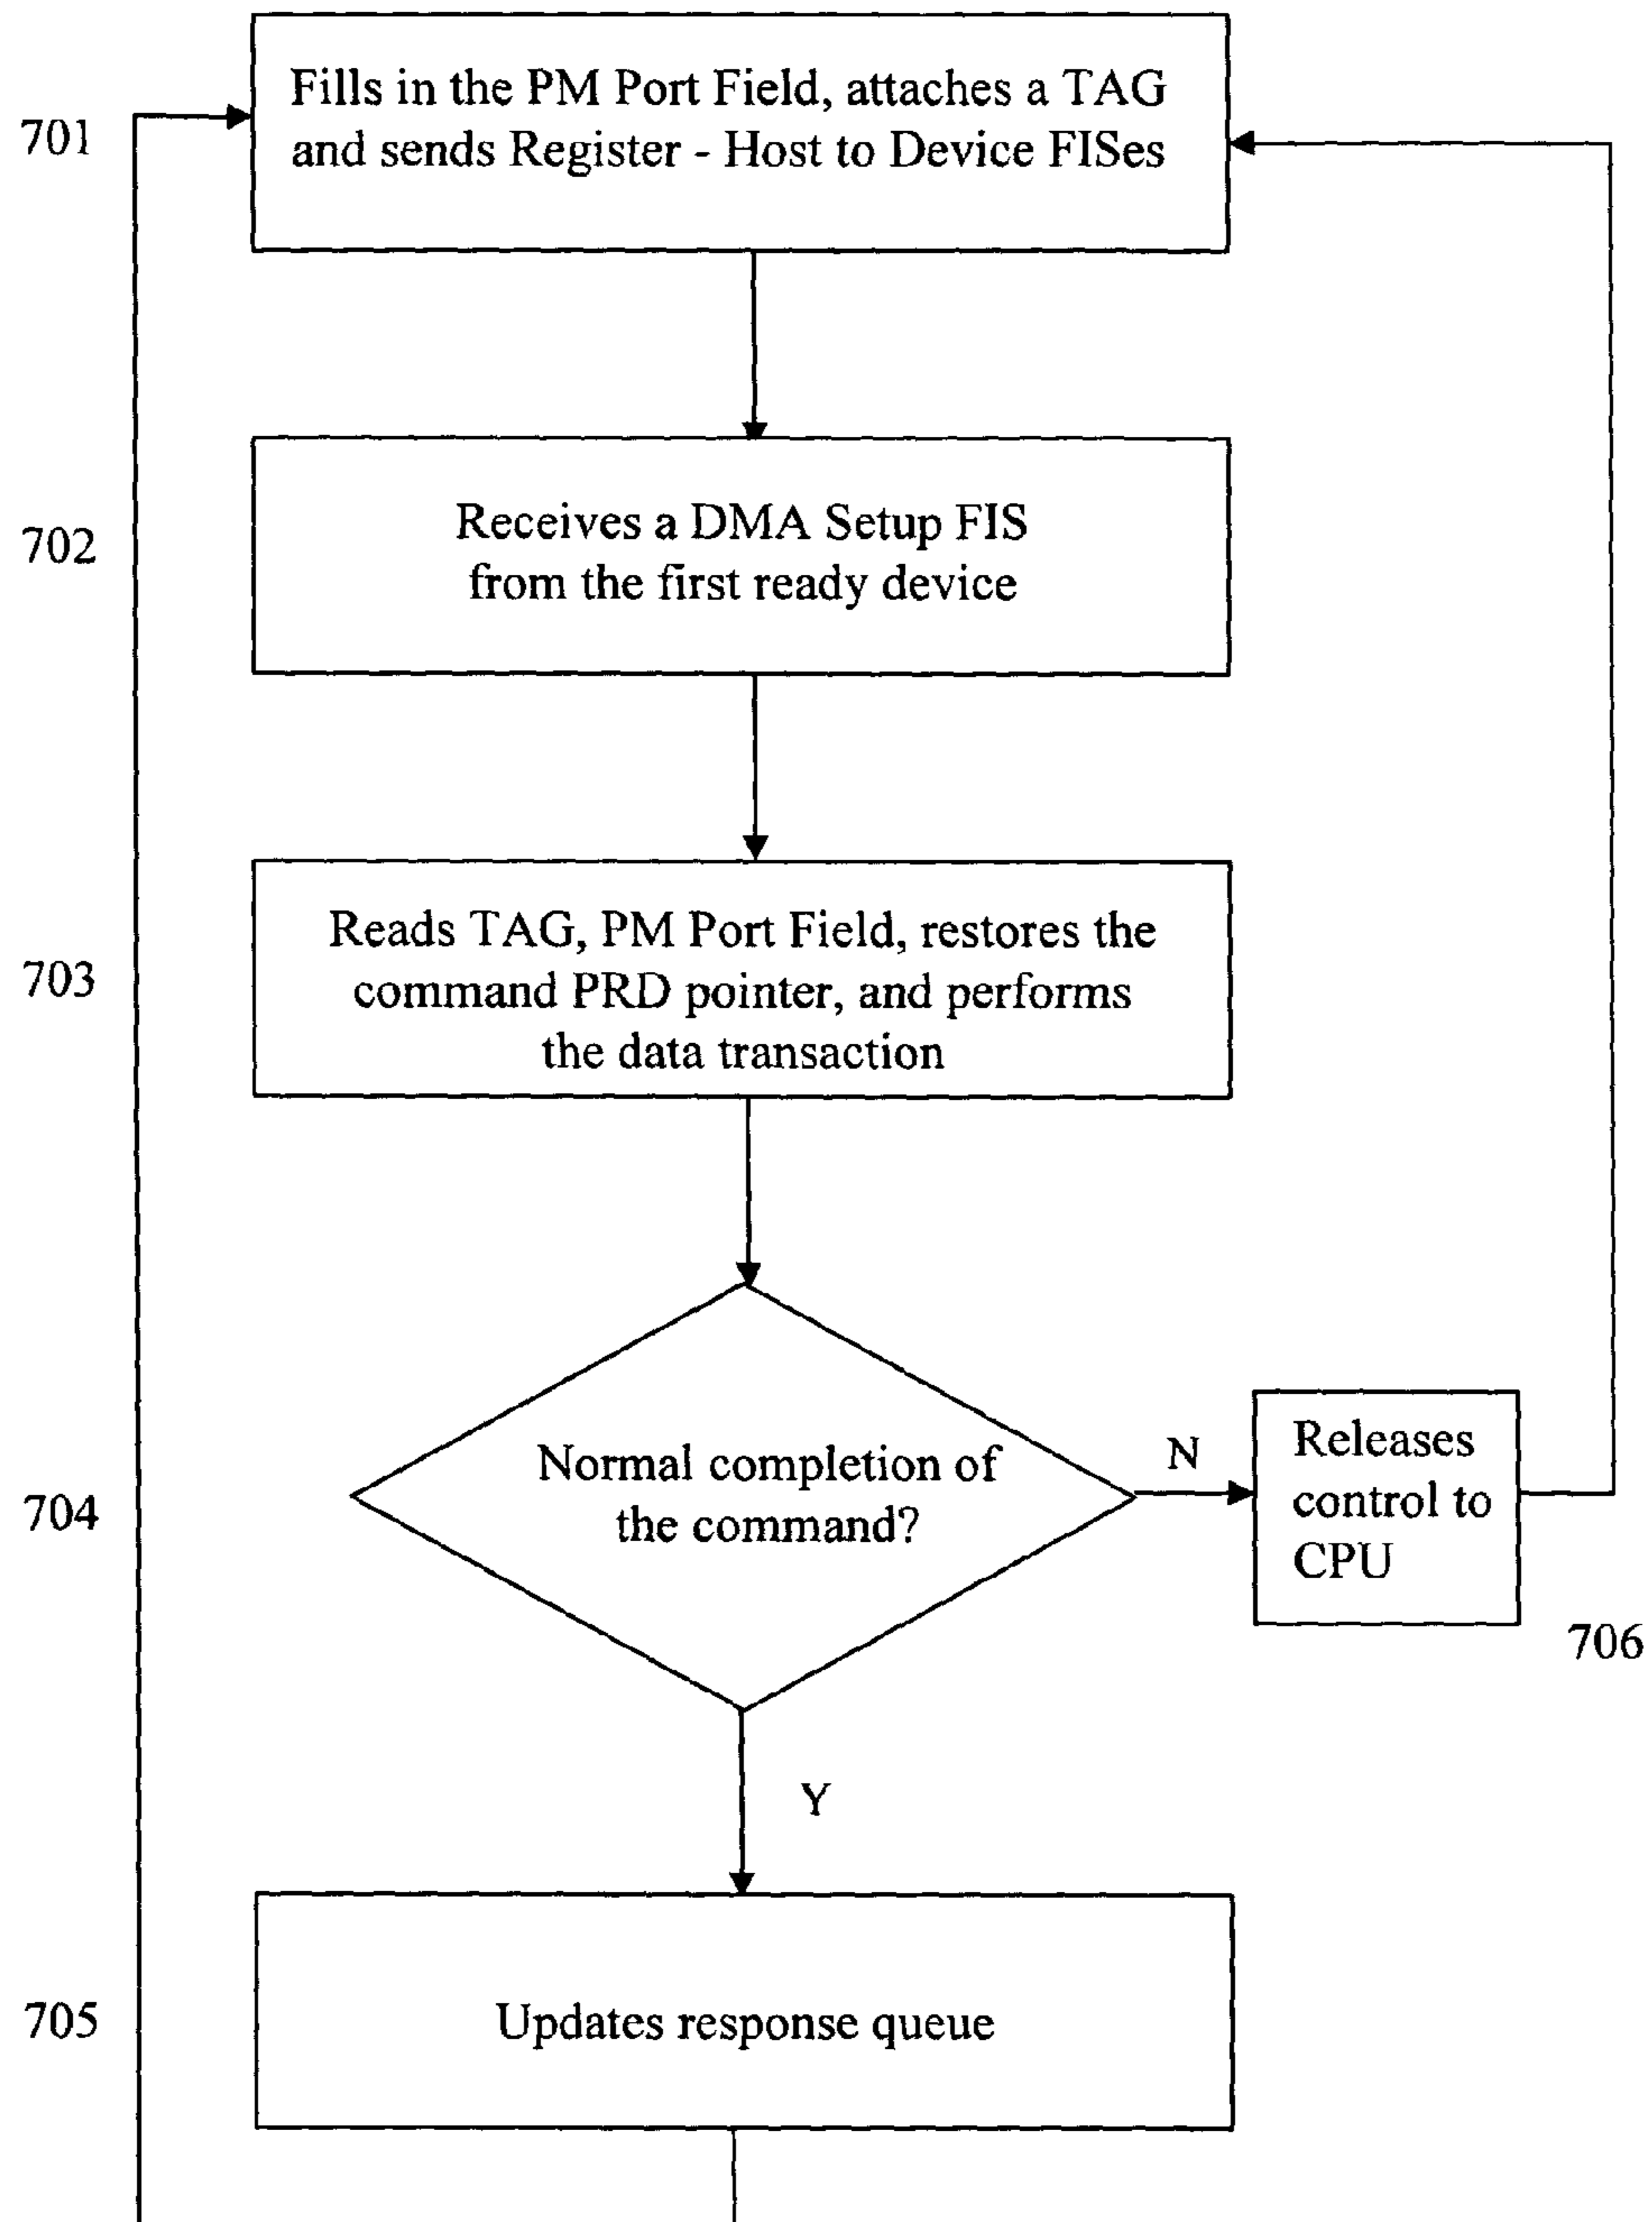 701
Fills in the PM Port Field, attaches a TAG
and sends Register - Host to Device FISes
702
Receives a DMA Setup FIS
from the first ready device
703
Reads TAG, PM Port Field, restores the
command PRD pointer, and performs
the data transaction
704
Normal completion of
the command?
N
Releases
control to
CPU
706
Y
705
Updates response queue